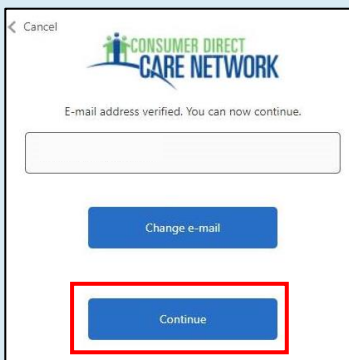 Cancel
CONSUMER DIRECT
CARE NETWORK
E-mail address verified. You can now continue.
Change e-mail
Continue